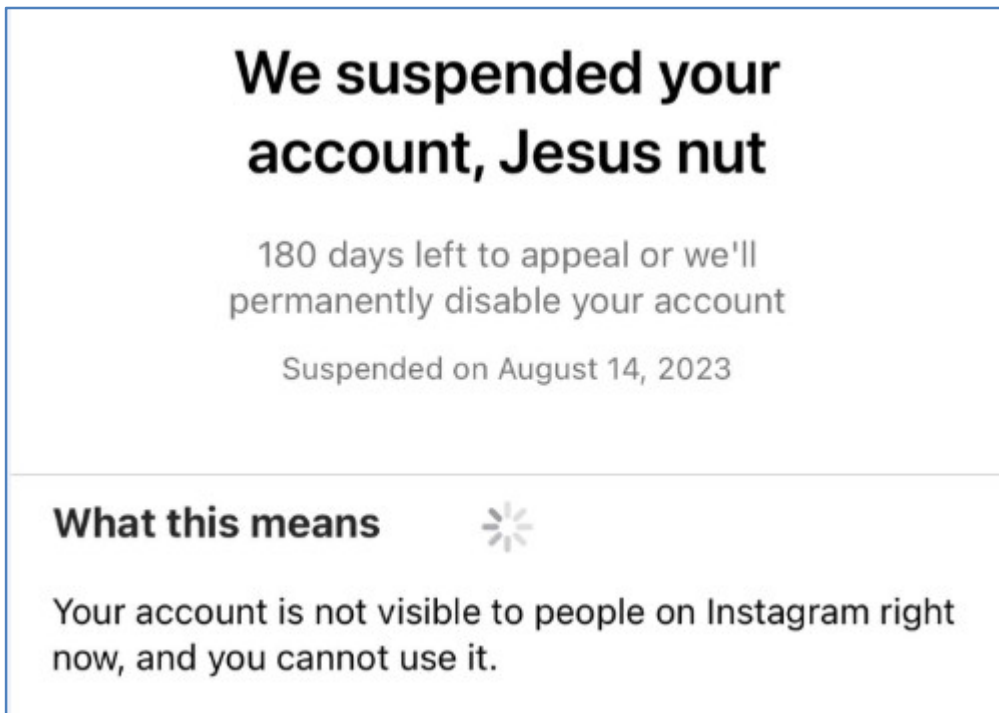 We suspended your
account, Jesus nut
180 days left to appeal or we'll
permanently disable your account
Suspended on August 14, 2023
What this means
Your account is not visible to people on Instagram right
now, and you cannot use it.